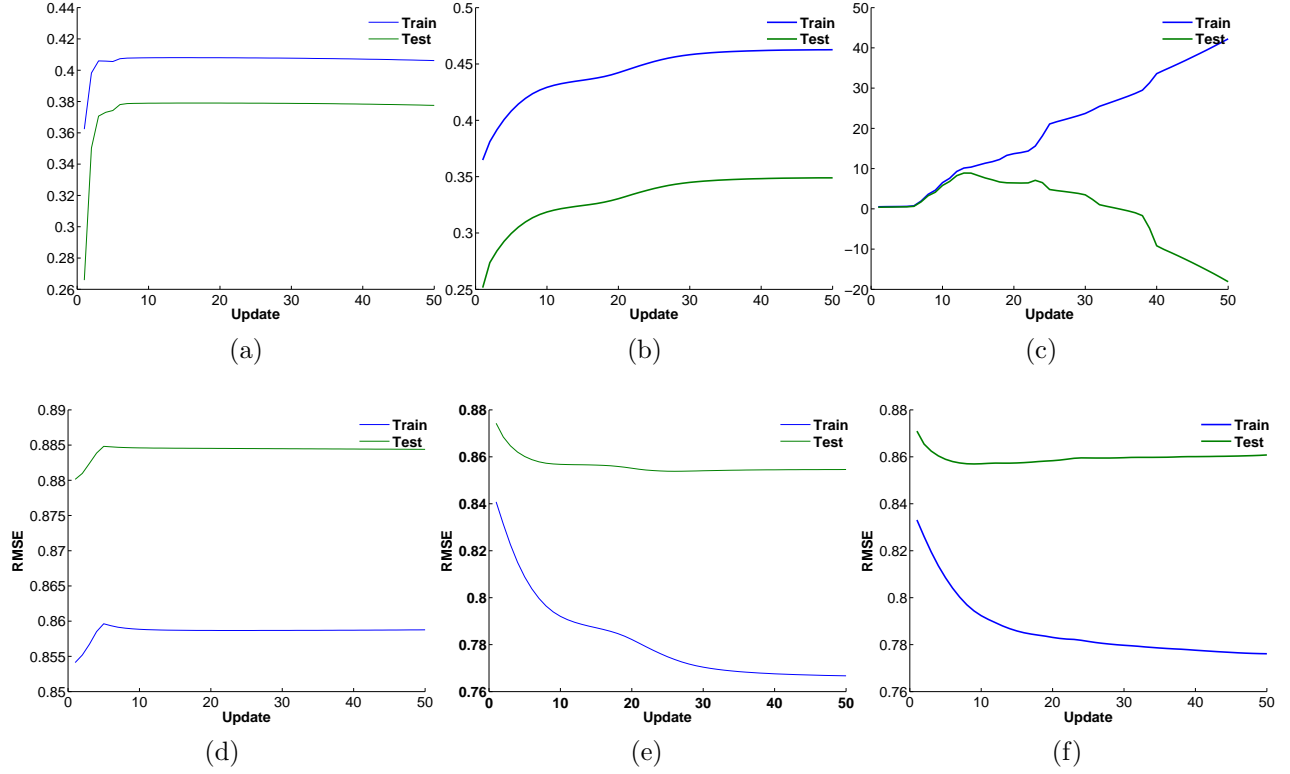 0.44
0.42
0.4
0.38
0.36
0.34
0.32
0.3
0.28
0.26
0 10 20 30 40 50
Update
Train
Test
(a)
0.5
0.45
0.4
0.35
0.3
0.25
0 10 20 30 40 50
Update
Train
Test
(b)
50
40
30
20
10
0
−10
−20
0 10 20 30 40 50
Update
Train
Test
(c)
0.89
0.885
0.88
0.875
0.87
0.865
0.86
0.855
0.85
RMSE
0 10 20 30 40 50
Update
Train
Test
(d)
0.88
0.86
0.84
0.82
0.8
0.78
0.76
RMSE
0 10 20 30 40 50
Update
Train
Test
(e)
0.88
0.86
0.84
0.82
0.8
0.78
0.76
RMSE
0 10 20 30 40 50
Update
Train
Test
(f)